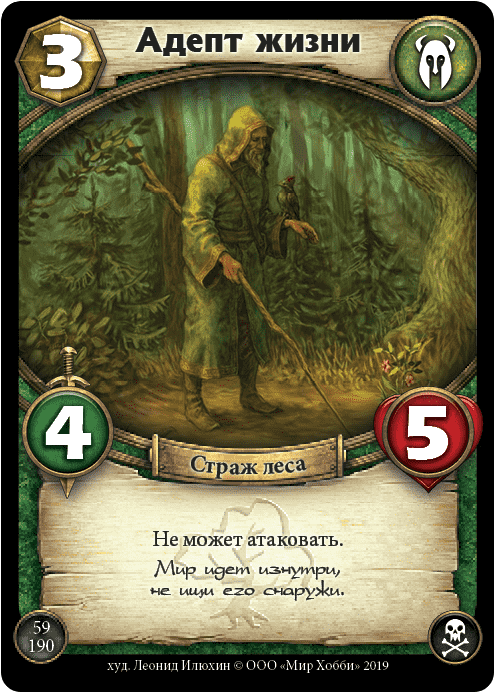 3
Адепт жизни
4
5
Страж леса
Не может атаковать.
Мир идет изнутри,
не ищи его снаружи.
59
190
худ. Леонид Илюхин © ООО «Мир Хобби» 2019